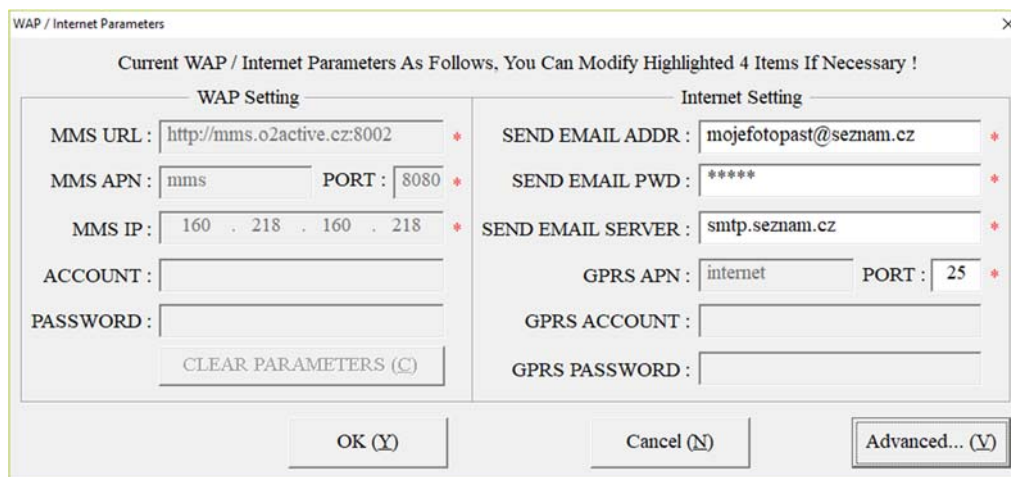 WAP / Internet Parameters
Current WAP / Internet Parameters As Follows, You Can Modify Highlighted 4 Items If Necessary !
WAP Setting
MMS URL : http://mms.o2active.cz:8002 *
MMS APN : mms PORT : 8080 *
MMS IP : 160 . 218 . 160 . 218 *
ACCOUNT :
PASSWORD :
CLEAR PARAMETERS (C)
Internet Setting
SEND EMAIL ADDR : mojefotopast@seznam.cz *
SEND EMAIL PWD : ***** *
SEND EMAIL SERVER : smtp.seznam.cz *
GPRS APN : internet PORT : 25 *
GPRS ACCOUNT :
GPRS PASSWORD :
OK (Y) Cancel (N) Advanced... (V)